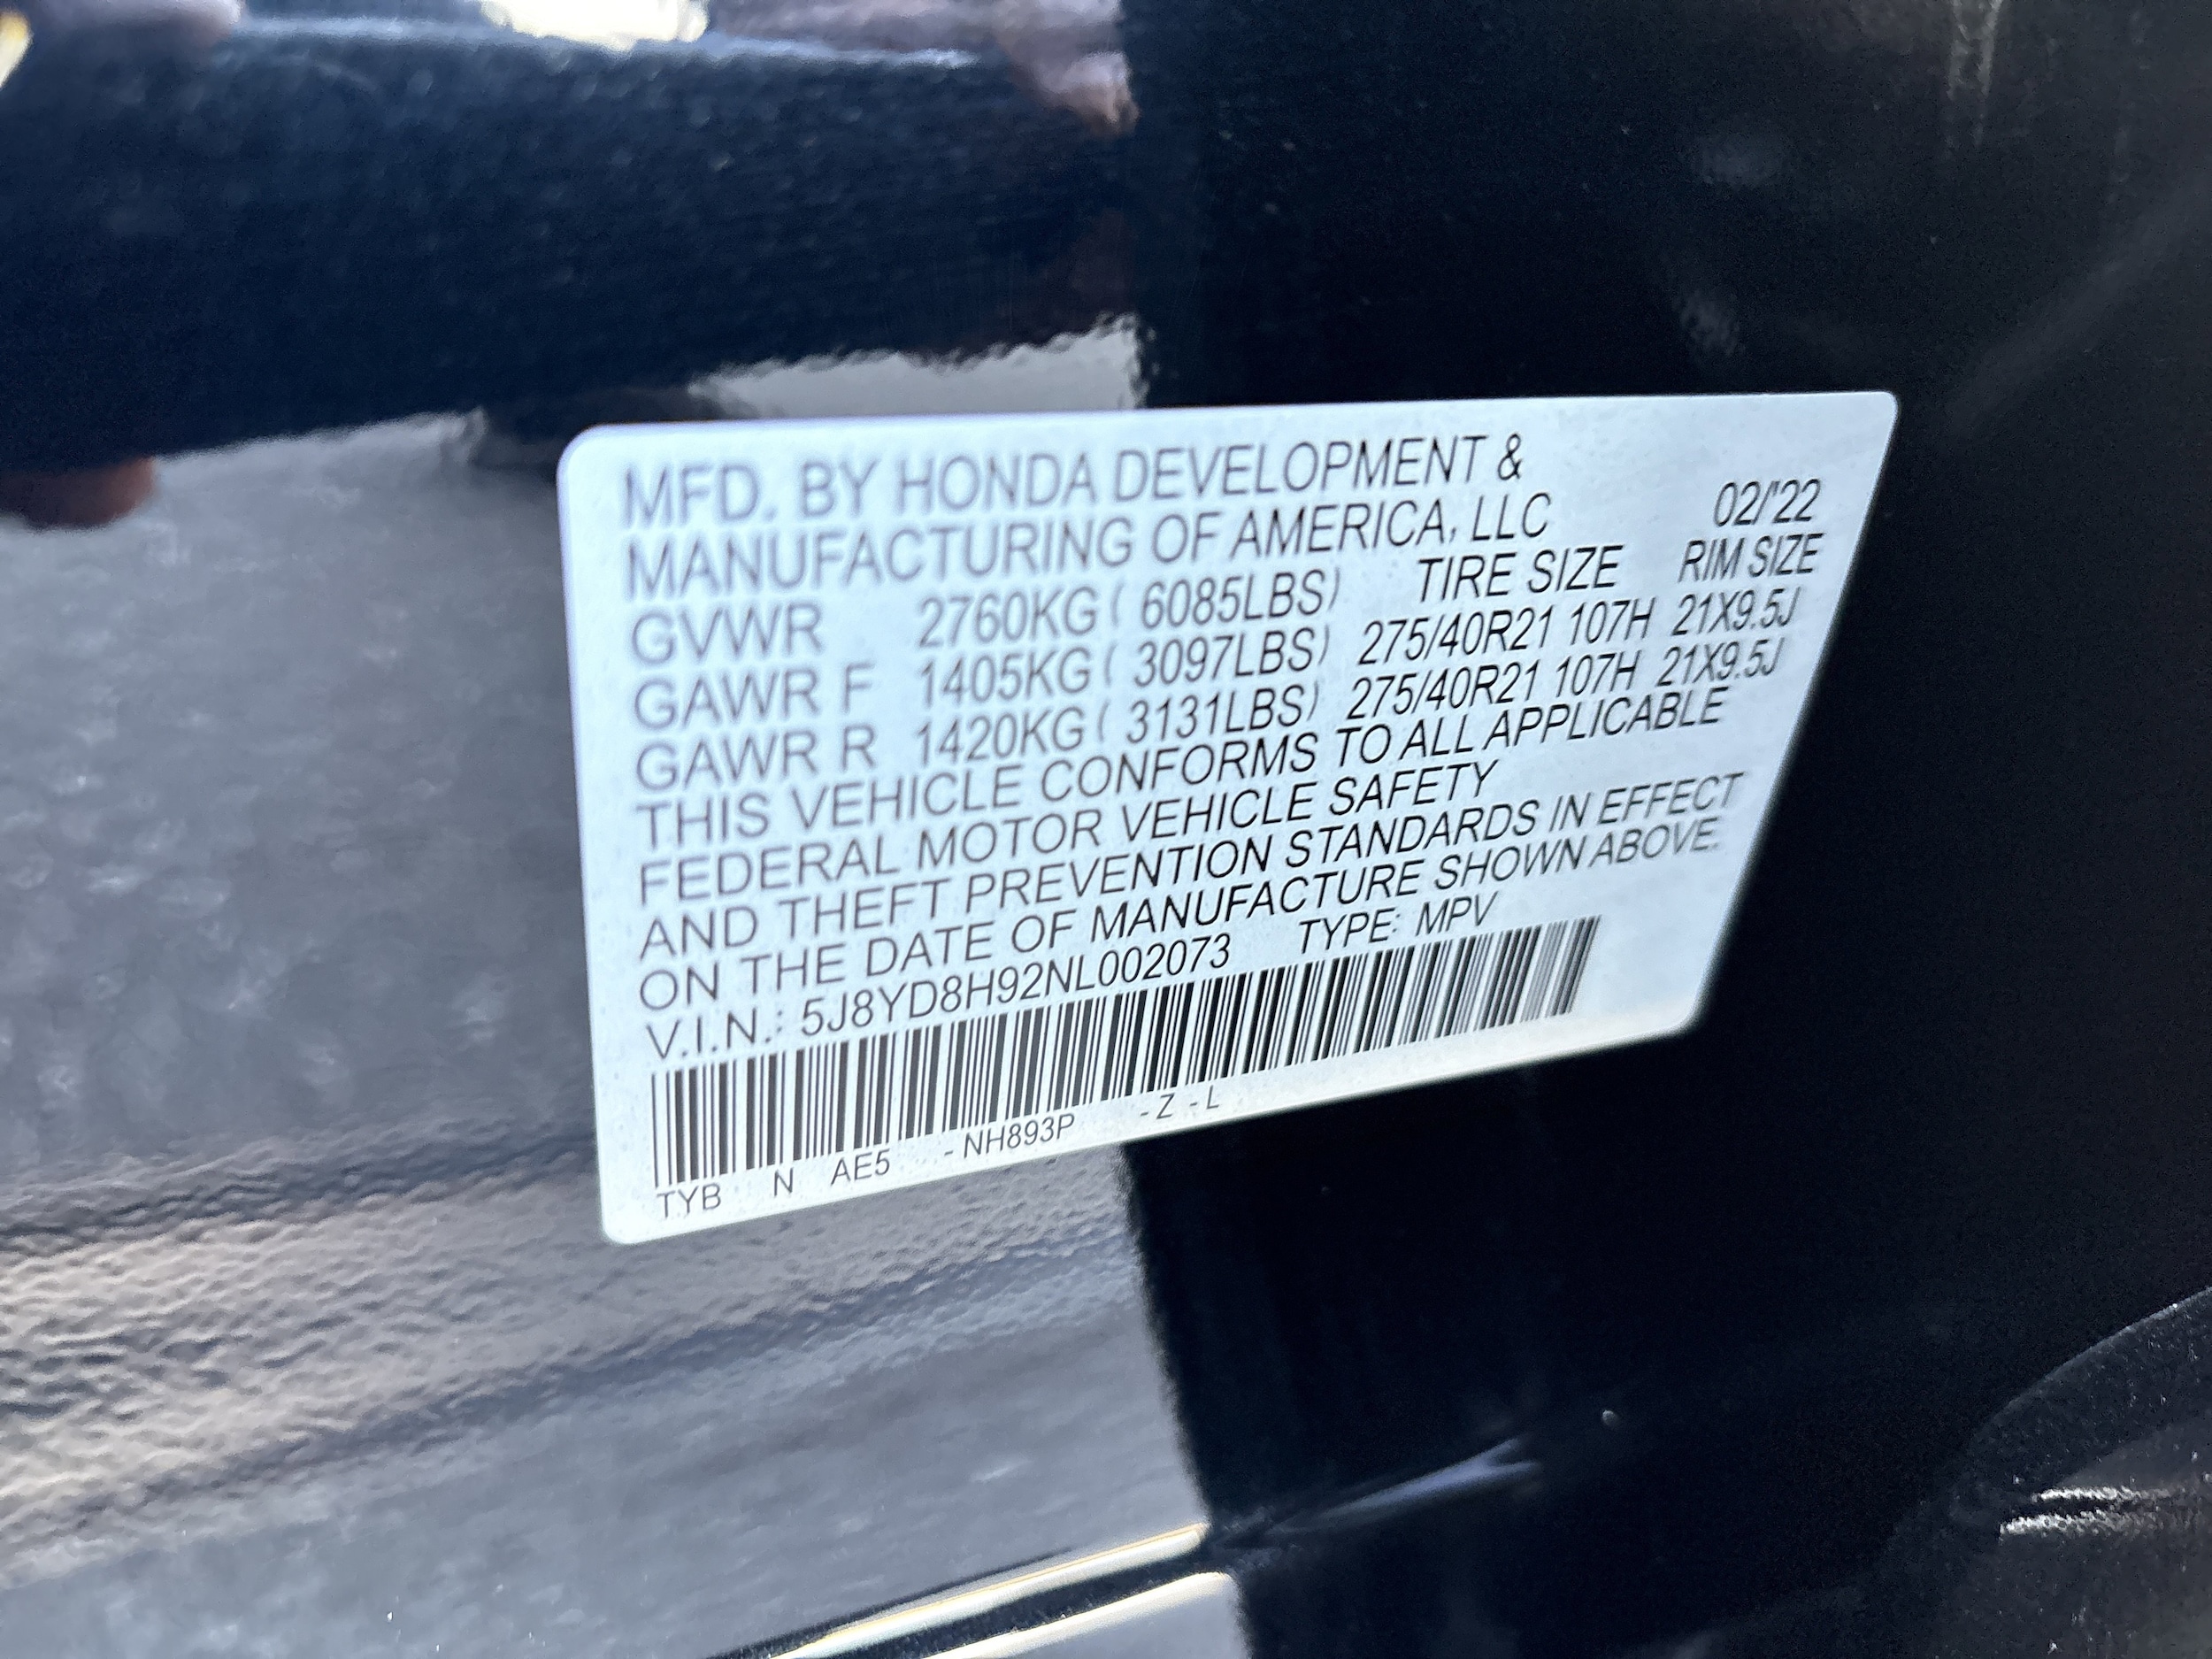 MFD. BY HONDA DEVELOPMENT &
MANUFACTURING OF AMERICA, LLC 02/'22
GVWR 2760KG ( 6085LBS) TIRE SIZE RIM SIZE
GAWR F 1405KG ( 3097LBS) 275/40R21 107H 21X9.5J
GAWR R 1420KG ( 3131LBS) 275/40R21 107H 21X9.5J
THIS VEHICLE CONFORMS TO ALL APPLICABLE
FEDERAL MOTOR VEHICLE SAFETY
AND THEFT PREVENTION STANDARDS IN EFFECT
ON THE DATE OF MANUFACTURE SHOWN ABOVE.
V.I.N.: 5J8YD8H92NL002073 TYPE: MPV
TYB N AE5 - NH893P - Z - L